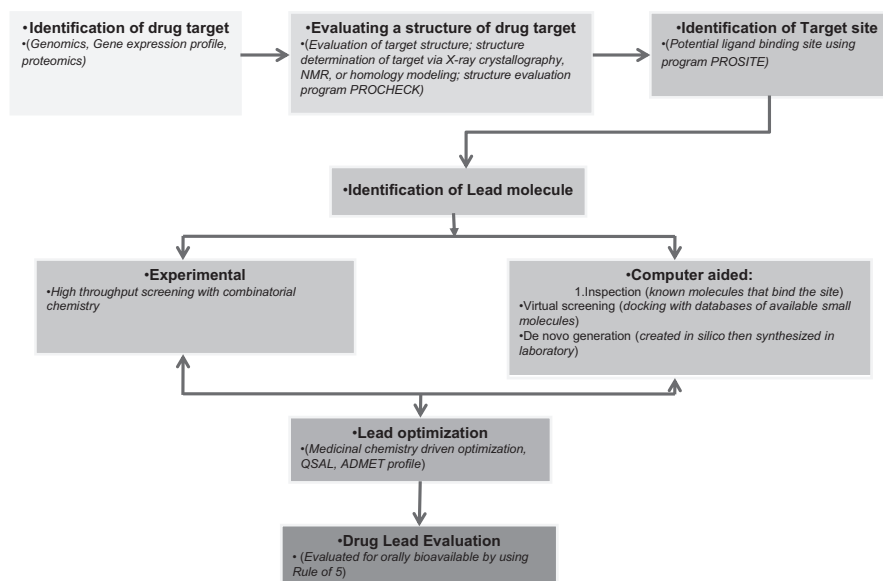 •Identification of drug target
•(Genomics, Gene expression profile,
proteomics)
•Evaluating a structure of drug target
•(Evaluation of target structure; structure
determination of target via X-ray crystallography,
NMR, or homology modeling; structure evaluation
program PROCHECK)
•Identification of Target site
•(Potential ligand binding site using
program PROSITE)
•Identification of Lead molecule
•Experimental
•High throughput screening with combinatorial
chemistry
•Computer aided:
1.Inspection (known molecules that bind the site)
•Virtual screening (docking with databases of available small
molecules)
•De novo generation (created in silico then synthesized in
laboratory)
•Lead optimization
•(Medicinal chemistry driven optimization,
QSAL, ADMET profile)
•Drug Lead Evaluation
• (Evaluated for orally bioavailable by using
Rule of 5)